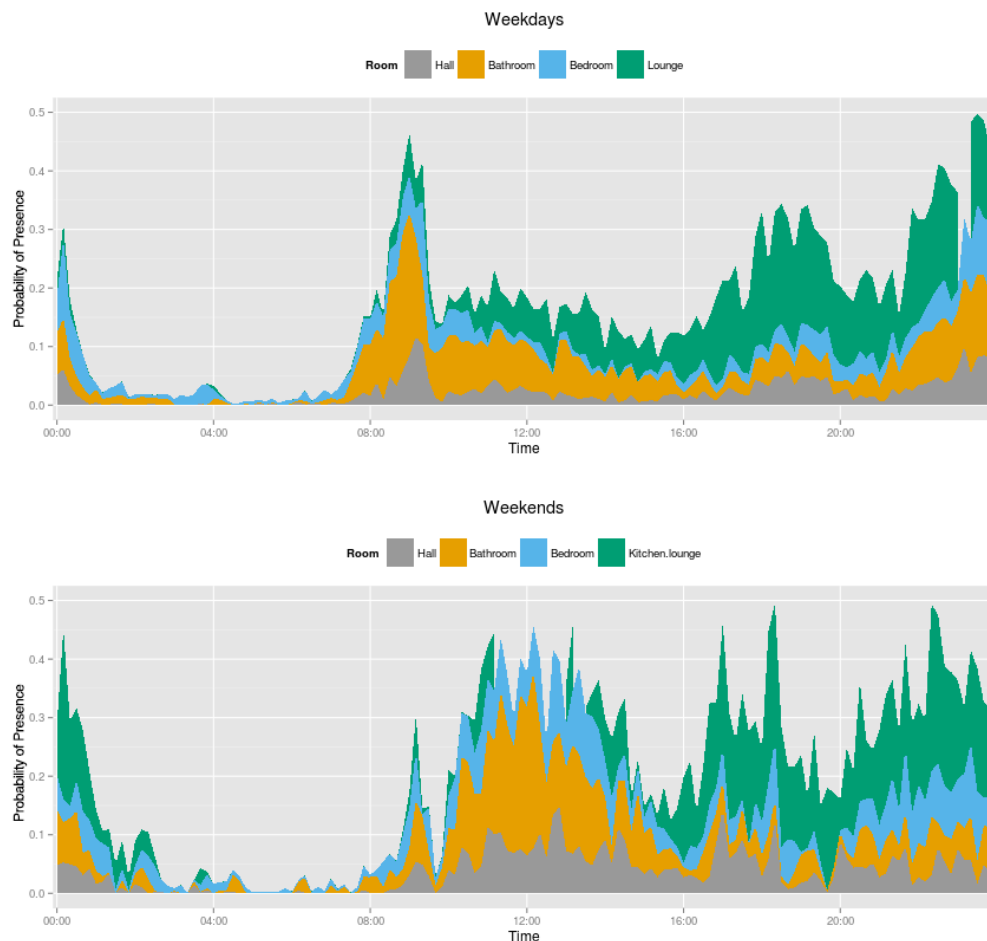 Weekdays
Room Hall Bathroom Bedroom Lounge
0.5
0.4
0.3
0.2
0.1
0.0
Probability of Presence
00:00 04:00 08:00 12:00 16:00 20:00
Time
Weekends
Room Hall Bathroom Bedroom Kitchen.lounge
0.5
0.4
0.3
0.2
0.1
0.0
Probability of Presence
00:00 04:00 08:00 12:00 16:00 20:00
Time